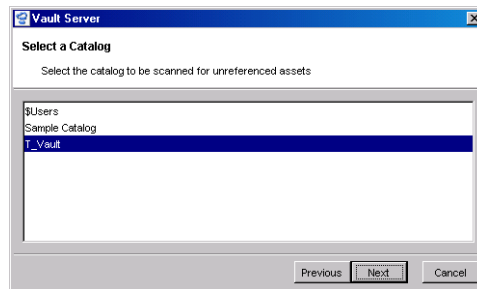 Vault Server
Select a Catalog
Select the catalog to be scanned for unreferenced assets
$Users
Sample Catalog
T_Vault
Previous Next Cancel